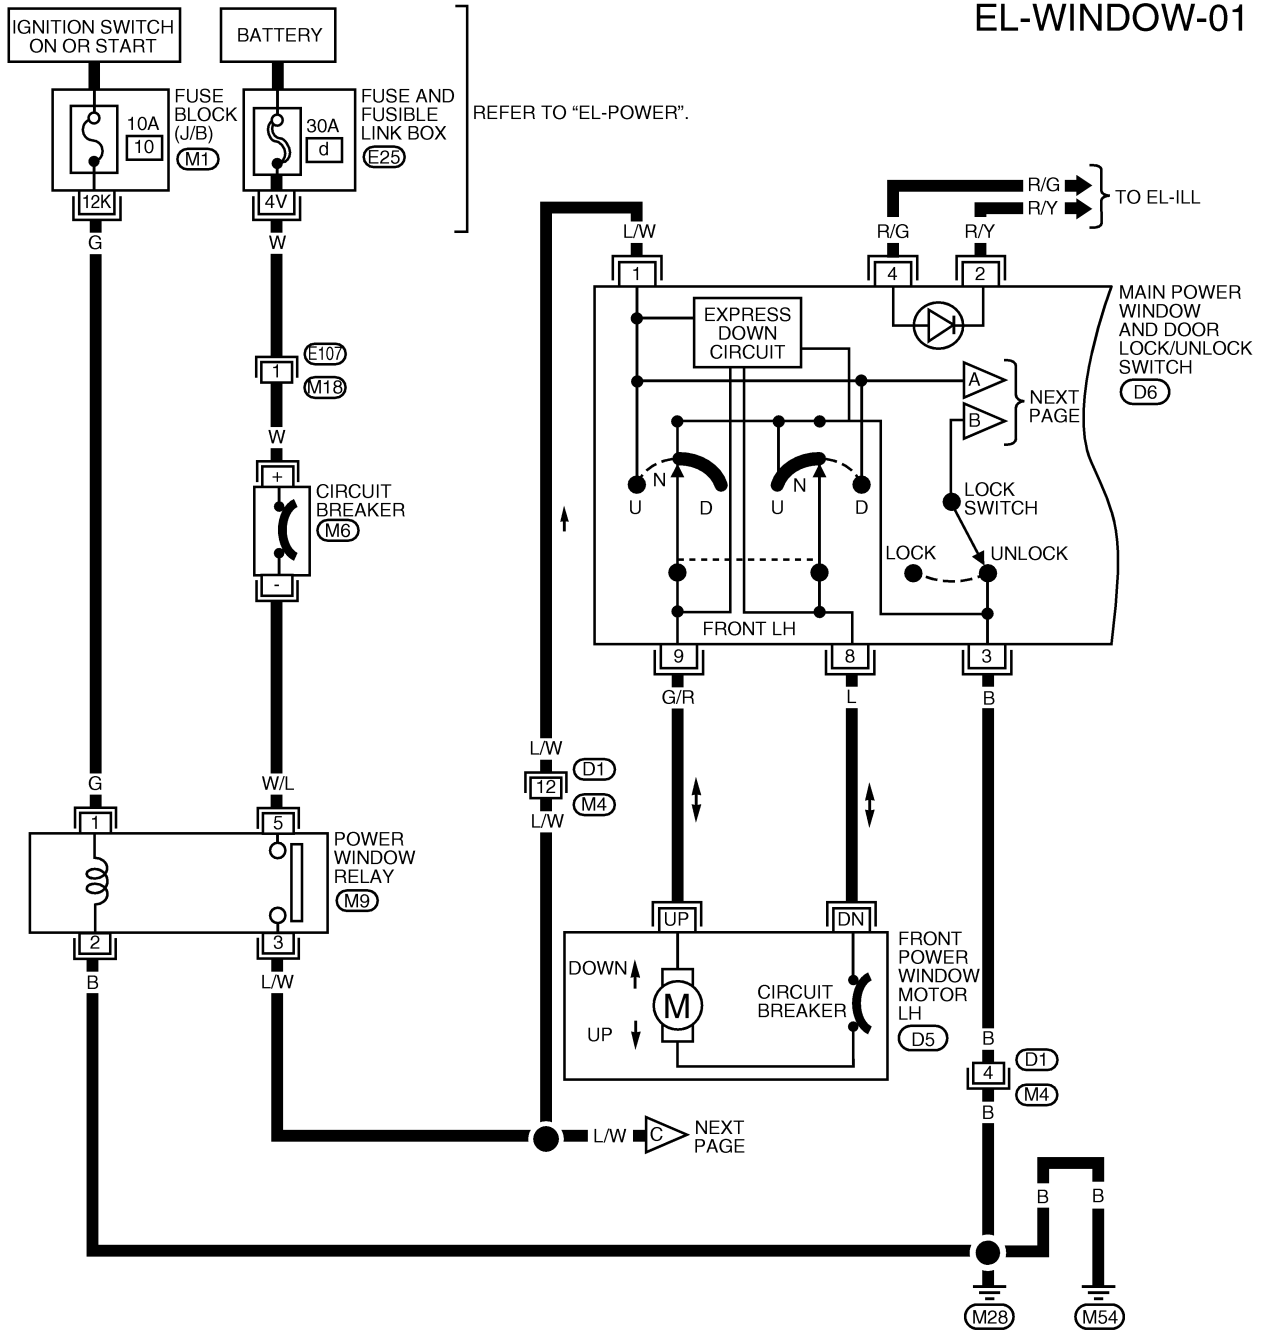 EL-WINDOW-01
IGNITION SWITCH
ON OR START
BATTERY
10A
10
FUSE
BLOCK
(J/B)
M1
30A
d
FUSE AND
FUSIBLE
LINK BOX
E25
REFER TO “EL-POWER”.
12K
4V
G
W
R/G
R/Y
TO EL-ILL
L/W
R/G
R/Y
1
4
2
EXPRESS
DOWN
CIRCUIT
MAIN POWER
WINDOW
AND DOOR
LOCK/UNLOCK
SWITCH
D6
A
B
NEXT
PAGE
E107
1
M18
W
+
CIRCUIT
BREAKER
M6
-
N
U
D
N
U
D
LOCK
SWITCH
LOCK
UNLOCK
FRONT LH
9
8
3
G/R
L
B
L/W
D1
12
M4
L/W
G
W/L
1
5
POWER
WINDOW
RELAY
M9
2
3
B
L/W
UP
DN
DOWN
UP
M
CIRCUIT
BREAKER
FRONT
POWER
WINDOW
MOTOR
LH
D5
B
D1
4
M4
B
L/W
C
NEXT
PAGE
B
B
M28
M54